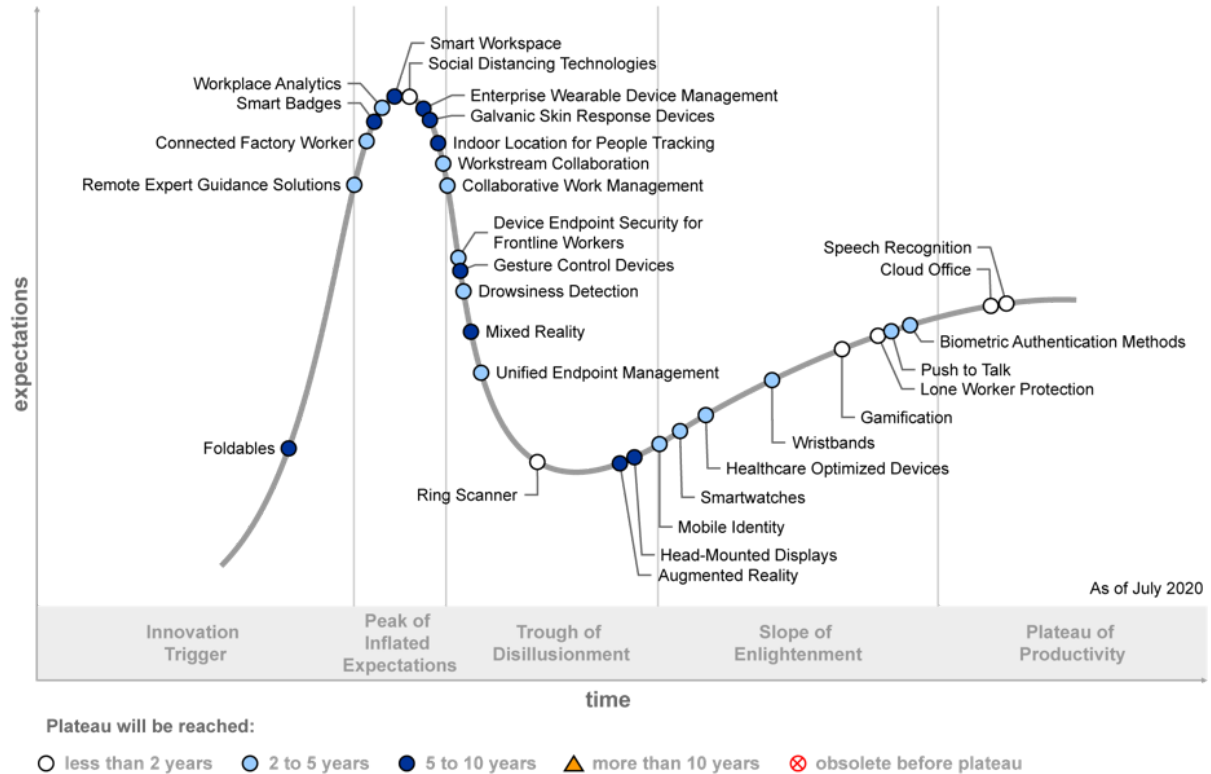 Smart Workspace
Social Distancing Technologies
Workplace Analytics
Smart Badges
Enterprise Wearable Device Management
Galvanic Skin Response Devices
Connected Factory Worker
Indoor Location for People Tracking
Workstream Collaboration
Remote Expert Guidance Solutions
Collaborative Work Management
Device Endpoint Security for
Frontline Workers
Gesture Control Devices
Drowsiness Detection
Mixed Reality
Unified Endpoint Management
Speech Recognition
Cloud Office
Biometric Authentication Methods
Push to Talk
Lone Worker Protection
Gamification
Wristbands
Healthcare Optimized Devices
Smartwatches
Mobile Identity
Head-Mounted Displays
Augmented Reality
Foldables
Ring Scanner
expectations
As of July 2020
Innovation
Trigger
Peak of
Inflated
Expectations
Trough of
Disillusionment
Slope of
Enlightenment
Plateau of
Productivity
time
Plateau will be reached:
less than 2 years
2 to 5 years
5 to 10 years
more than 10 years
obsolete before plateau